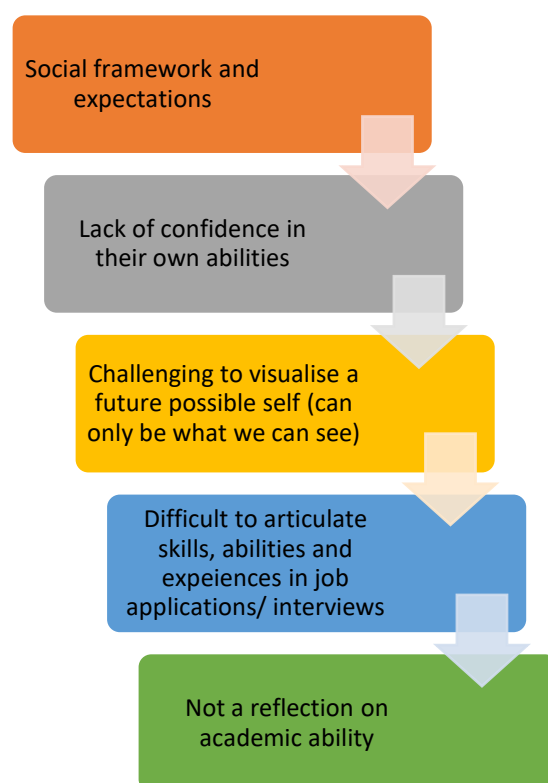 Social framework and
expectations
Lack of confidence in
their own abilities
Challenging to visualise a
future possible self (can
only be what we can see)
Difficult to articulate
skills, abilities and
expeiences in job
applications/ interviews
Not a reflection on
academic ability